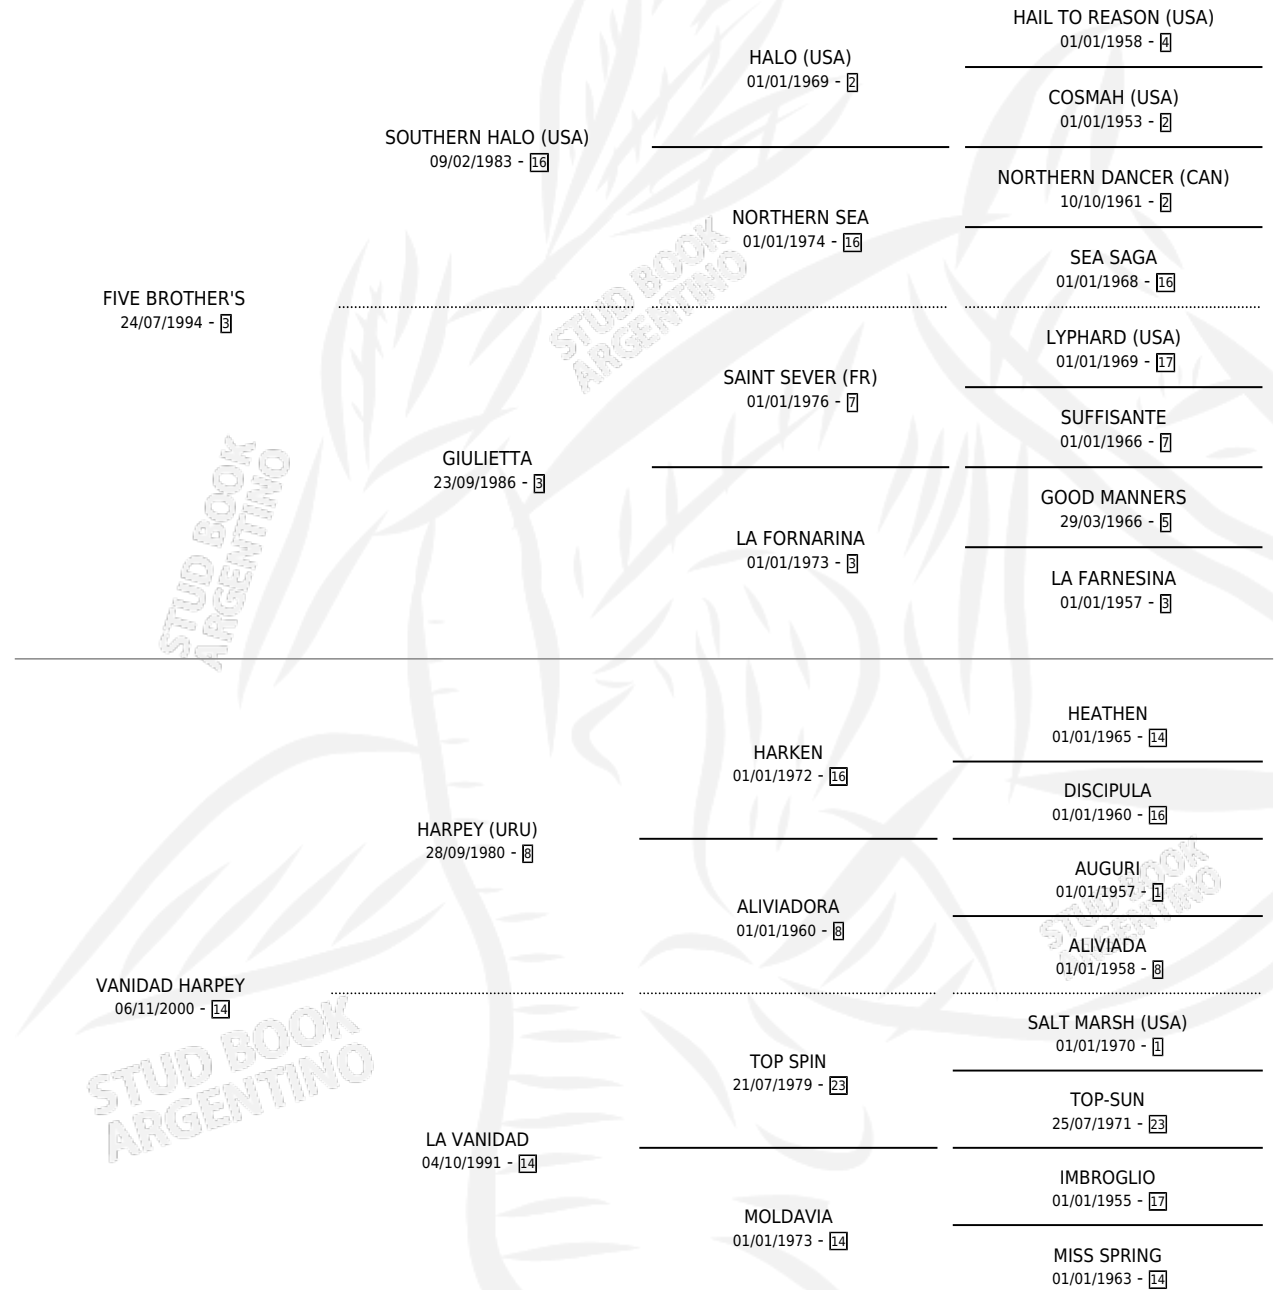 HAIL TO REASON (USA)
01/01/1958 - 4
HALO (USA)
01/01/1969 - 2
COSMAH (USA)
01/01/1953 - 2
SOUTHERN HALO (USA)
09/02/1983 - 16
NORTHERN DANCER (CAN)
10/10/1961 - 2
NORTHERN SEA
01/01/1974 - 16
SEA SAGA
01/01/1968 - 16
STUD BOOK
ARGENTINO
FIVE BROTHER'S
24/07/1994 - 3
LYPHARD (USA)
01/01/1969 - 17
SAINT SEVER (FR)
01/01/1976 - 7
SUFFISANTE
01/01/1966 - 7
GIULIETTA
23/09/1986 - 3
GOOD MANNERS
29/03/1966 - 5
LA FORNARINA
01/01/1973 - 3
LA FARNESINA
01/01/1957 - 3
STUD BOOK
ARGENTINO
HEATHEN
01/01/1965 - 14
HARKEN
01/01/1972 - 16
DISCIPULA
01/01/1960 - 16
HARPEY (URU)
28/09/1980 - 8
AUGURI
01/01/1957 - 1
ALIVIADORA
01/01/1960 - 8
ALIVIADA
01/01/1958 - 8
STUD BOOK
ARGENTINO
VANIDAD HARPEY
06/11/2000 - 14
SALT MARSH (USA)
01/01/1970 - 1
TOP SPIN
21/07/1979 - 23
TOP-SUN
25/07/1971 - 23
STUD BOOK
ARGENTINO
LA VANIDAD
04/10/1991 - 14
IMBROGLIO
01/01/1955 - 17
MOLDAVIA
01/01/1973 - 14
MISS SPRING
01/01/1963 - 14